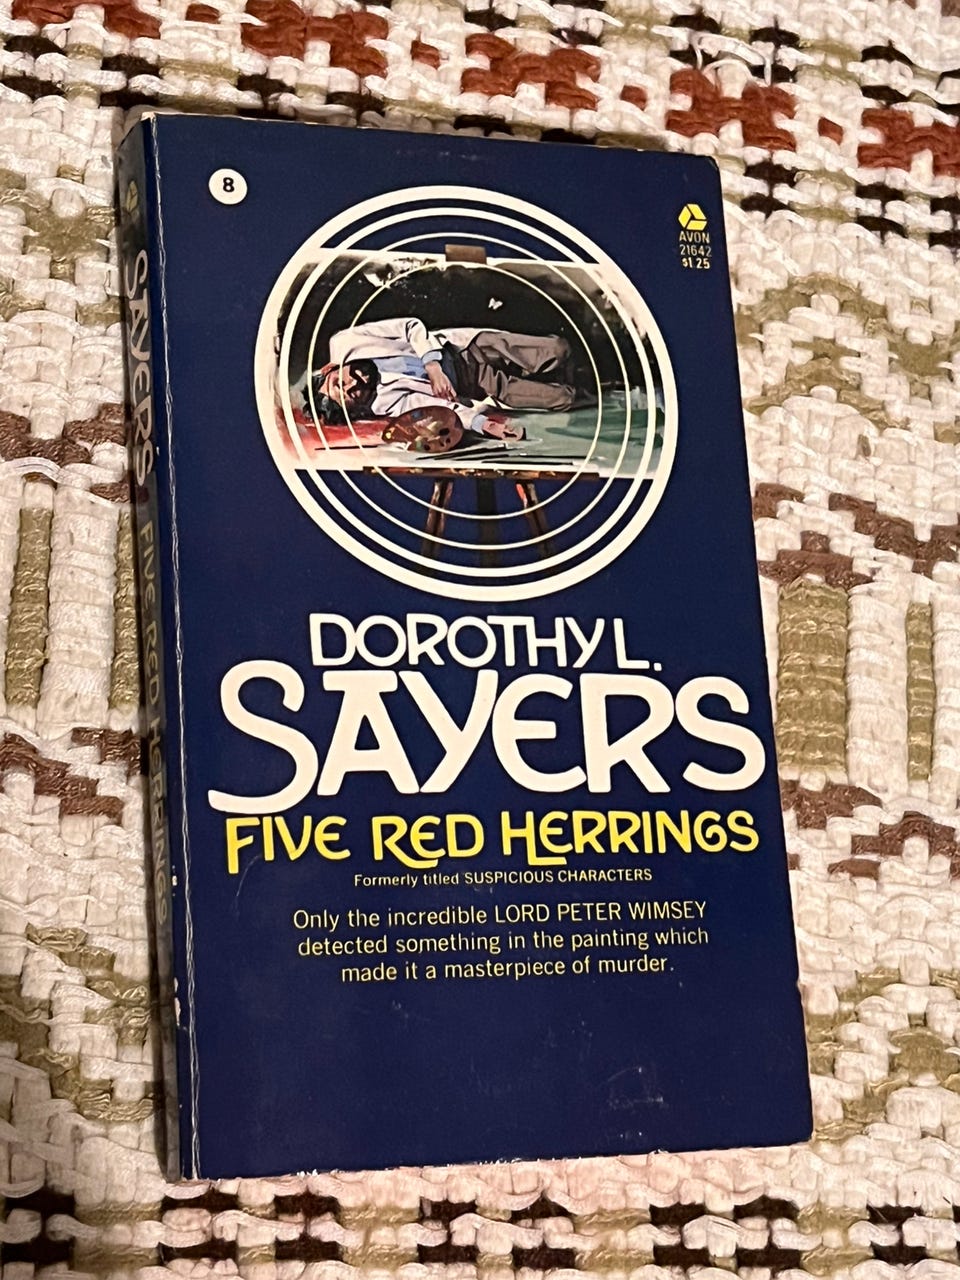 8
AVON
21642
$1.25
DOROTHY L.
SAYERS
FIVE RED HERRINGS
Formerly titled SUSPICIOUS CHARACTERS
Only the incredible LORD PETER WIMSEY
detected something in the painting which
made it a masterpiece of murder.
SAYERS FIVE RED HERRINGS